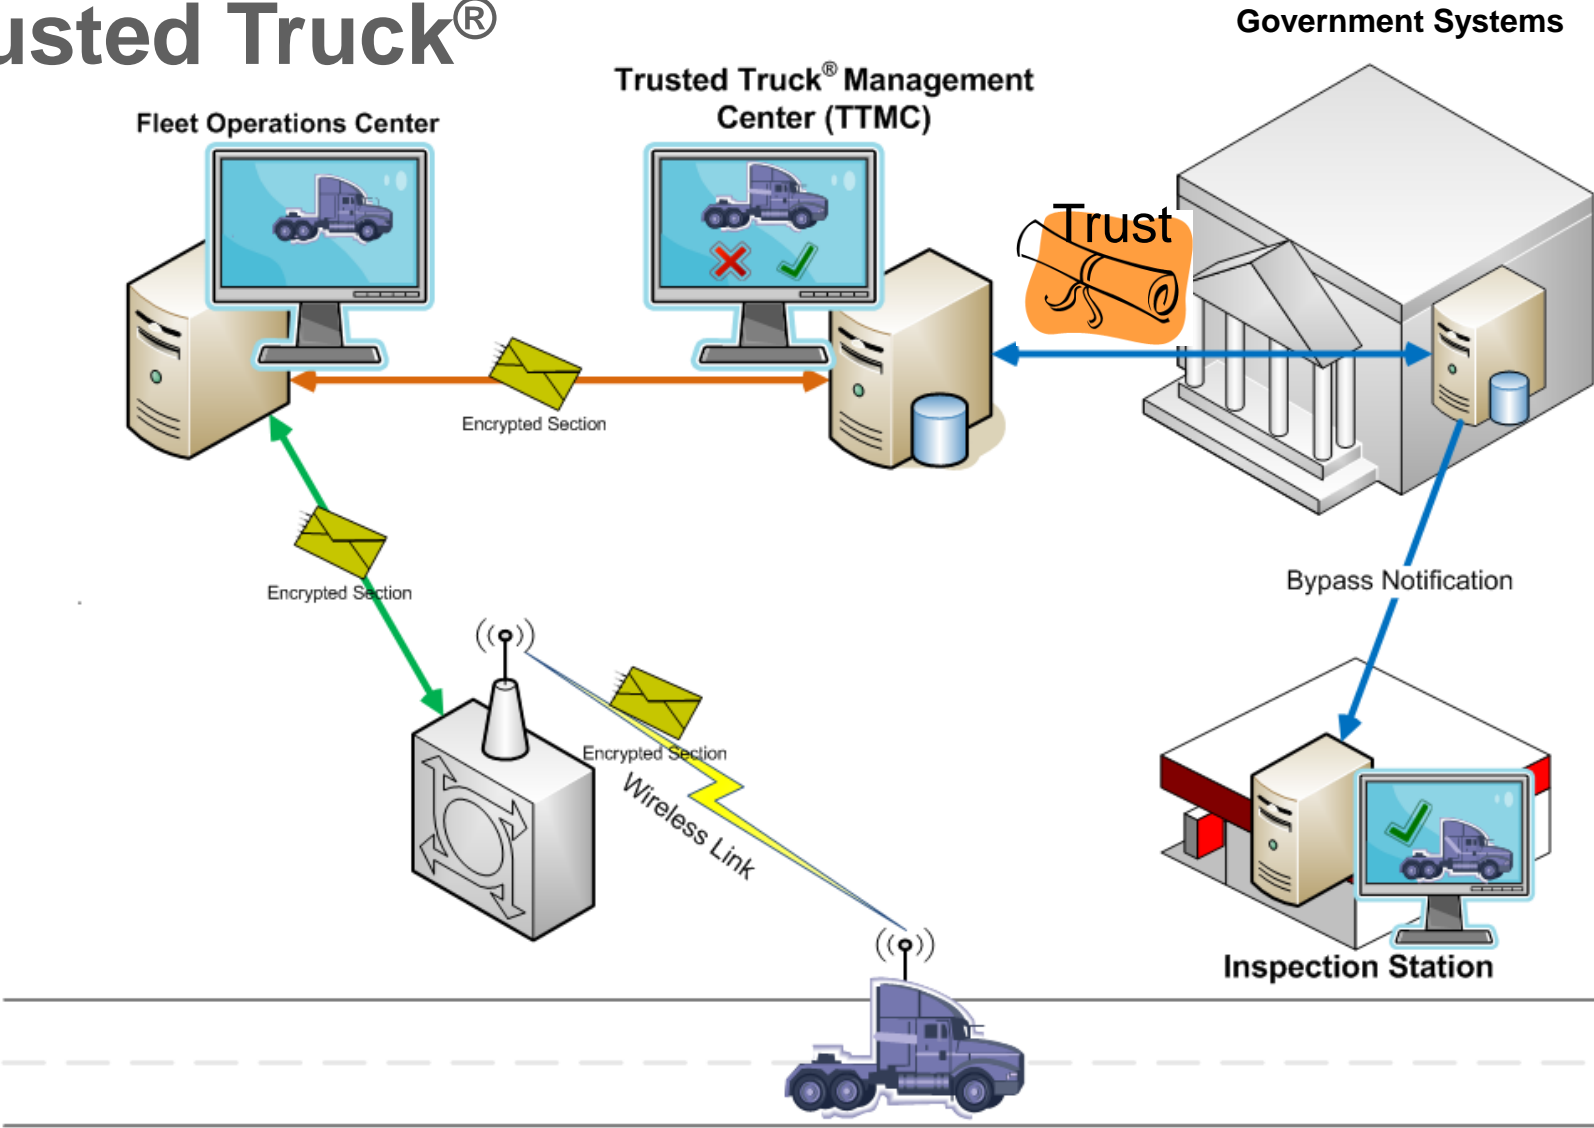 usted Truck®
Government Systems
Trusted Truck® Management
Center (TTMC)
Fleet Operations Center
Trust
Encrypted Section
Encrypted Section
Bypass Notification
Encrypted Section
Wireless Link
Inspection Station